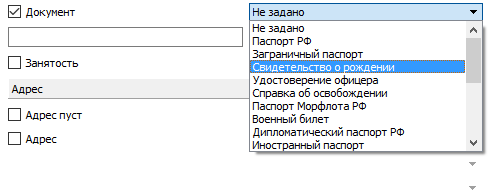 Документ
Не задано
Не задано
Паспорт РФ
Заграничный паспорт
Занятость
Свидетельство о рождении
Удостоверение офицера
Адрес
Справка об освобождении
Паспорт Морфлота РФ
Адрес пуст
Военный билет
Дипломатический паспорт РФ
Адрес
Иностранный паспорт